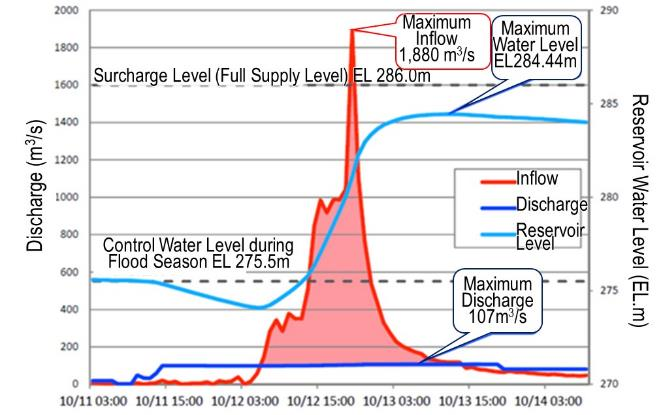 2000
1800
1600
1400
1200
1000
800
600
400
200
0
Discharge (m³/s)
290
285
280
275
270
Reservoir Water Level (EL.m)
Maximum
Inflow
1,880 m³/s
Maximum
Water Level
EL284.44m
Surcharge Level (Full Supply Level) EL 286.0m
Inflow
Discharge
Reservoir
Level
Control Water Level during
Flood Season EL 275.5m
Maximum
Discharge
107m³/s
10/11 03:00 10/11 15:00 10/12 03:00 10/12 15:00 10/13 03:00 10/13 15:00 10/14 03:00